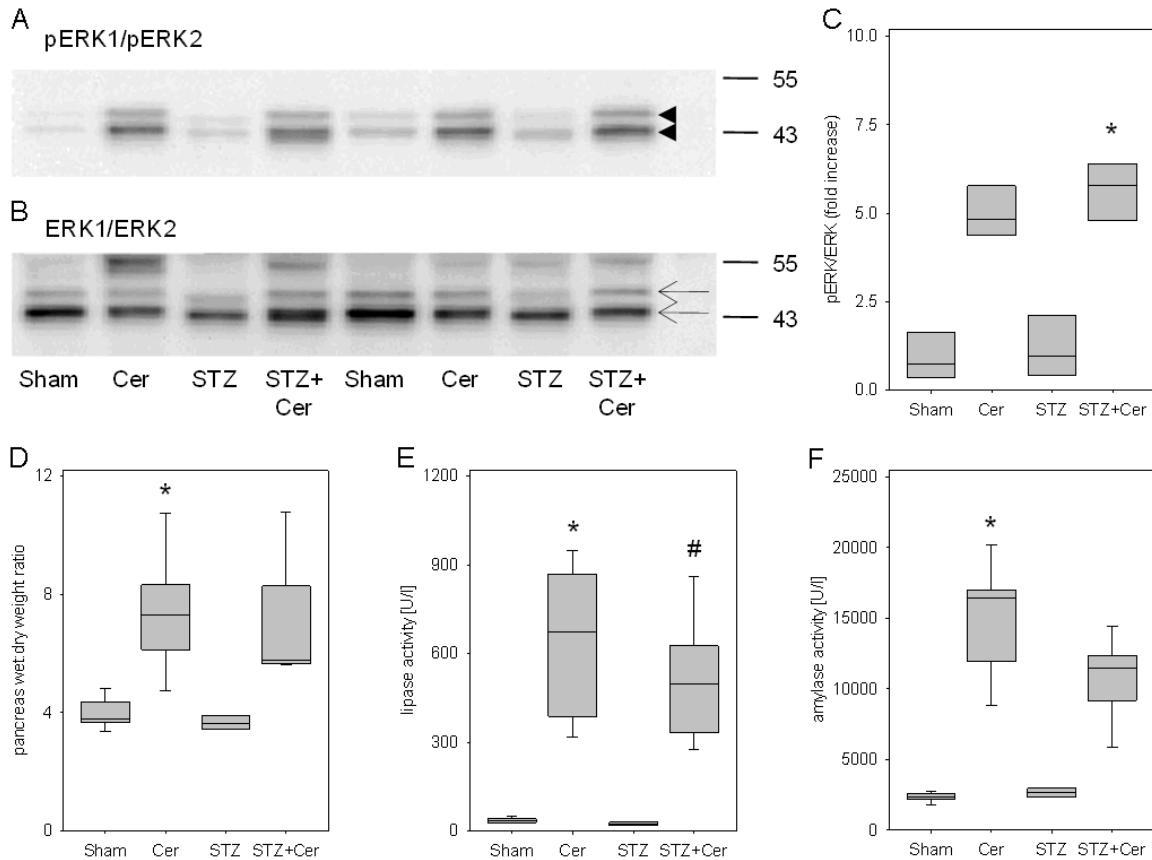 A
pERK1/pERK2
55
43
B
ERK1/ERK2
55
43
Sham Cer STZ STZ+ Sham Cer STZ STZ+
Cer Cer
C
pERK/ERK (fold increase)
10.0
7.5
5.0
2.5
0.0
*
Sham Cer STZ STZ+Cer
D
pancreas wet:dry weight ratio
12
8
4
0
*
Sham Cer STZ STZ+Cer
E
lipase activity [U/l]
1200
900
600
300
0
*
#
Sham Cer STZ STZ+Cer
F
amylase activity [U/l]
25000
20000
15000
10000
5000
0
*
Sham Cer STZ STZ+Cer